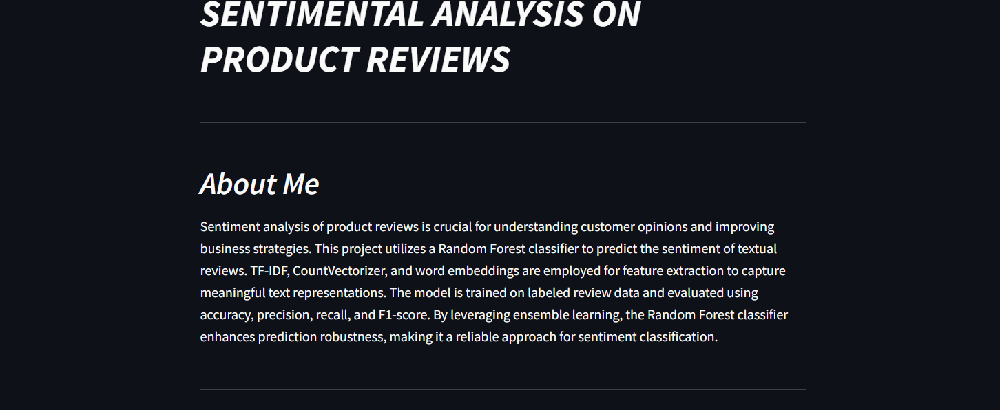 SENTIMENTAL ANALYSIS ON
PRODUCT REVIEWS
About Me
Sentiment analysis of product reviews is crucial for understanding customer opinions and improving
business strategies. This project utilizes a Random Forest classifier to predict the sentiment of textual
reviews. TF-IDF, CountVectorizer, and word embeddings are employed for feature extraction to capture
meaningful text representations. The model is trained on labeled review data and evaluated using
accuracy, precision, recall, and F1-score. By leveraging ensemble learning, the Random Forest classifier
enhances prediction robustness, making it a reliable approach for sentiment classification.